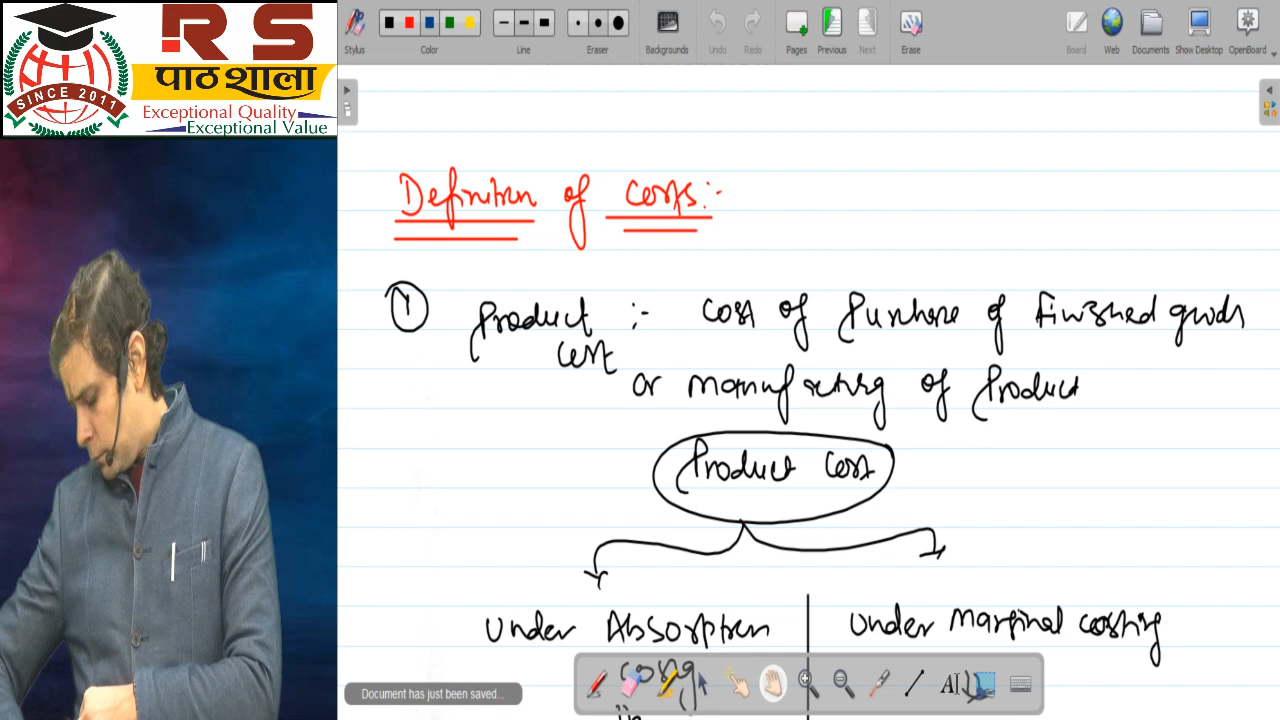 RS
पाठशाला
SINCE 2011
Exceptional Quality
Exceptional Value
Stylus Color Line Eraser Backgrounds Undo Redo Pages Previous Next Erase Board Web Documents Show Desktop OpenBoard
Definition of Costs:-
1 Product cost :- Cost of Purchase of Finished goods
or manufacturing of Product
Product Cost
Under Absorption
costing
Under Marginal costing
Document has just been saved...